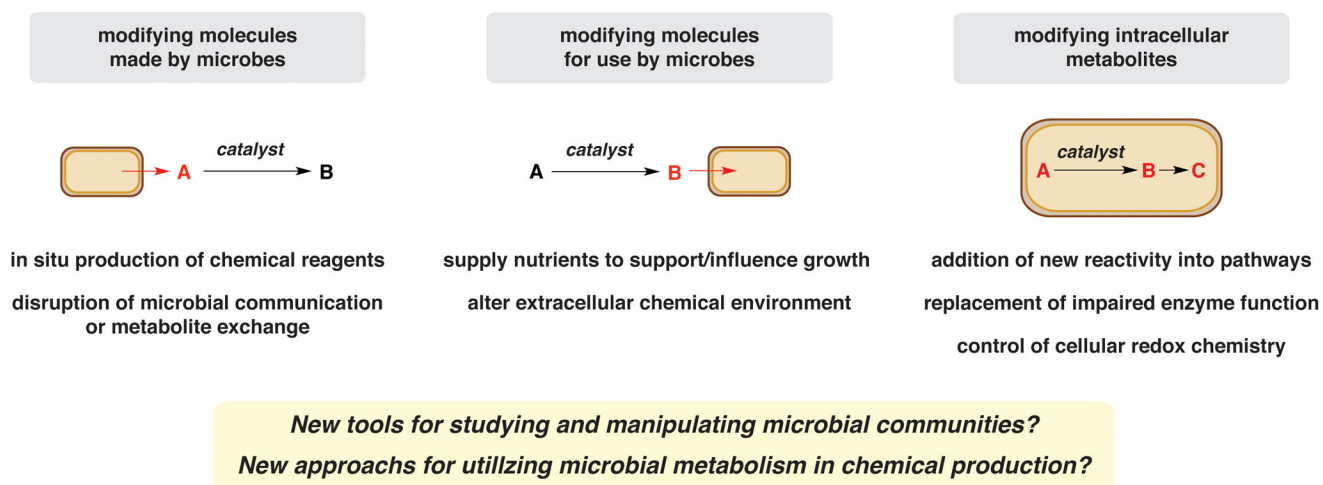 modifying molecules
made by microbes
catalyst
A
B
in situ production of chemical reagents
disruption of microbial communication
or metabolite exchange
modifying molecules
for use by microbes
catalyst
A
B
supply nutrients to support/influence growth
alter extracellular chemical environment
modifying intracellular
metabolites
catalyst
A
B
C
addition of new reactivity into pathways
replacement of impaired enzyme function
control of cellular redox chemistry
New tools for studying and manipulating microbial communities?
New approachs for utilzing microbial metabolism in chemical production?